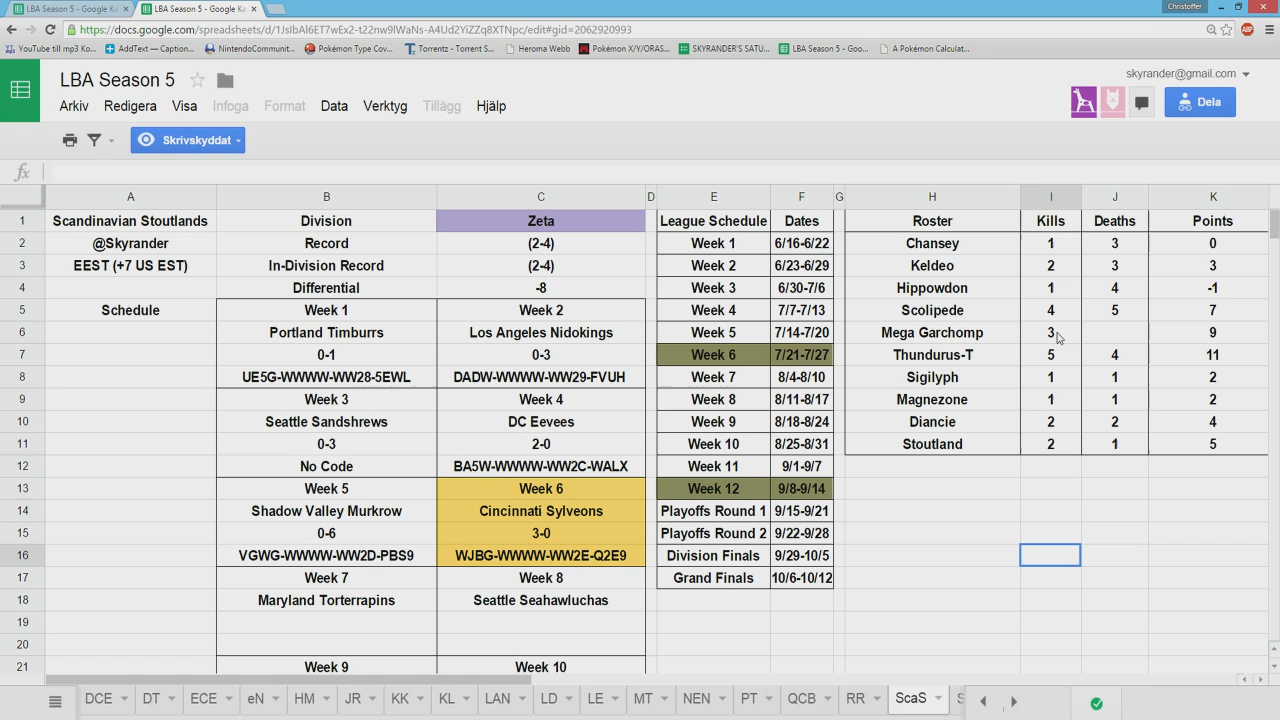 LBA Season 5 - Google Ka
LBA Season 5 - Google Ka
Christoffer
https://docs.google.com/spreadsheets/d/1JsIbAl6ET7wEx2-t22nw9lWaNs-A4Ud2YiZZq8XTNpc/edit#gid=2062920993
YouTube till mp3 Ko... AddText — Caption... NintendoCommunit... Pokémon Type Cov... Torrentz - Torrent S... Heroma Webb Pokémon X/Y/ORAS... SKYRANDER'S SATU... LBA Season 5 - Goo... A Pokémon Calculat...
LBA Season 5
skyrander@gmail.com
Arkiv Redigera Visa Infoga Format Data Verktyg Tillägg Hjälp
Dela
Skrivskyddat
fx
A B C D E F G H I J K
1 Scandinavian Stoutlands Division Zeta League Schedule Dates Roster Kills Deaths Points
2 @Skyrander Record (2-4) Week 1 6/16-6/22 Chansey 1 3 0
3 EEST (+7 US EST) In-Division Record (2-4) Week 2 6/23-6/29 Keldeo 2 3 3
4 Differential -8 Week 3 6/30-7/6 Hippowdon 1 4 -1
5 Schedule Week 1 Week 2 Week 4 7/7-7/13 Scolipede 4 5 7
6 Portland Timburrs Los Angeles Nidokings Week 5 7/14-7/20 Mega Garchomp 3 9
7 0-1 0-3 Week 6 7/21-7/27 Thundurus-T 5 4 11
8 UE5G-WWWW-WW28-5EWL DADW-WWWW-WW29-FVUH Week 7 8/4-8/10 Sigilyph 1 1 2
9 Week 3 Week 4 Week 8 8/11-8/17 Magnezone 1 1 2
10 Seattle Sandshrews DC Eevees Week 9 8/18-8/24 Diancie 2 2 4
11 0-3 2-0 Week 10 8/25-8/31 Stoutland 2 1 5
12 No Code BA5W-WWWW-WW2C-WALX Week 11 9/1-9/7
13 Week 5 Week 6 Week 12 9/8-9/14
14 Shadow Valley Murkrow Cincinnati Sylveons Playoffs Round 1 9/15-9/21
15 0-6 3-0 Playoffs Round 2 9/22-9/28
16 VGWG-WWWW-WW2D-PBS9 WJBG-WWWW-WW2E-Q2E9 Division Finals 9/29-10/5
17 Week 7 Week 8 Grand Finals 10/6-10/12
18 Maryland Torterrapins Seattle Seahawluchas
19
20
21 Week 9 Week 10
DCE DT ECE eN HM JR KK KL LAN LD LE MT NEN PT QCB RR ScaS S